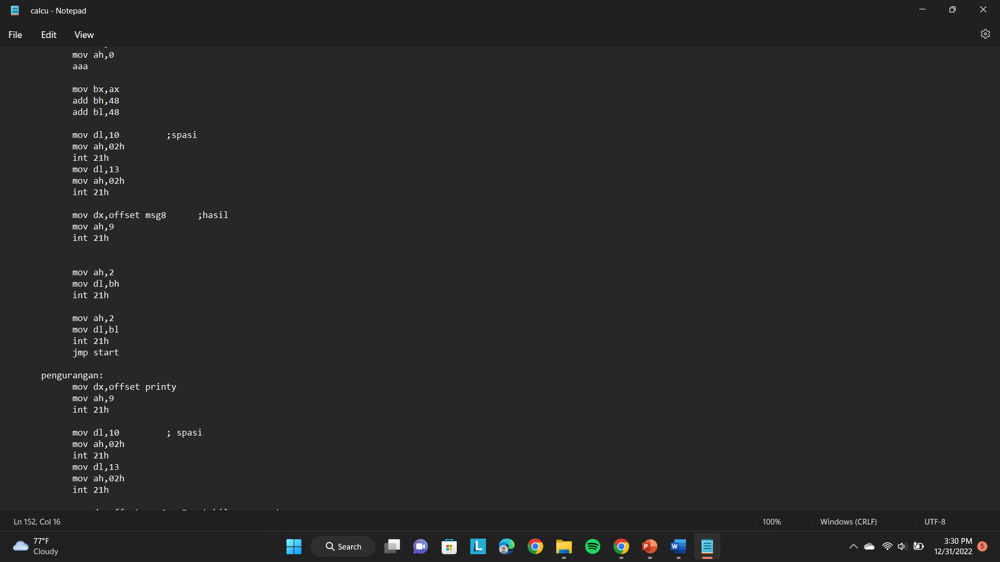 calcu - Notepad
File Edit View
mov ah,0
aaa
mov bx,ax
add bh,48
add bl,48
mov dl,10 ;spasi
mov ah,02h
int 21h
mov dl,13
mov ah,02h
int 21h
mov dx,offset msg8 ;hasil
mov ah,9
int 21h
mov ah,2
mov dl,bh
int 21h
mov ah,2
mov dl,bl
int 21h
jmp start
pengurangan:
mov dx,offset printy
mov ah,9
int 21h
mov dl,10 ; spasi
mov ah,02h
int 21h
mov dl,13
mov ah,02h
int 21h
Ln 152, Col 16 100% Windows (CRLF) UTF-8
77°F
Cloudy
Search
3:30 PM
12/31/2022
5